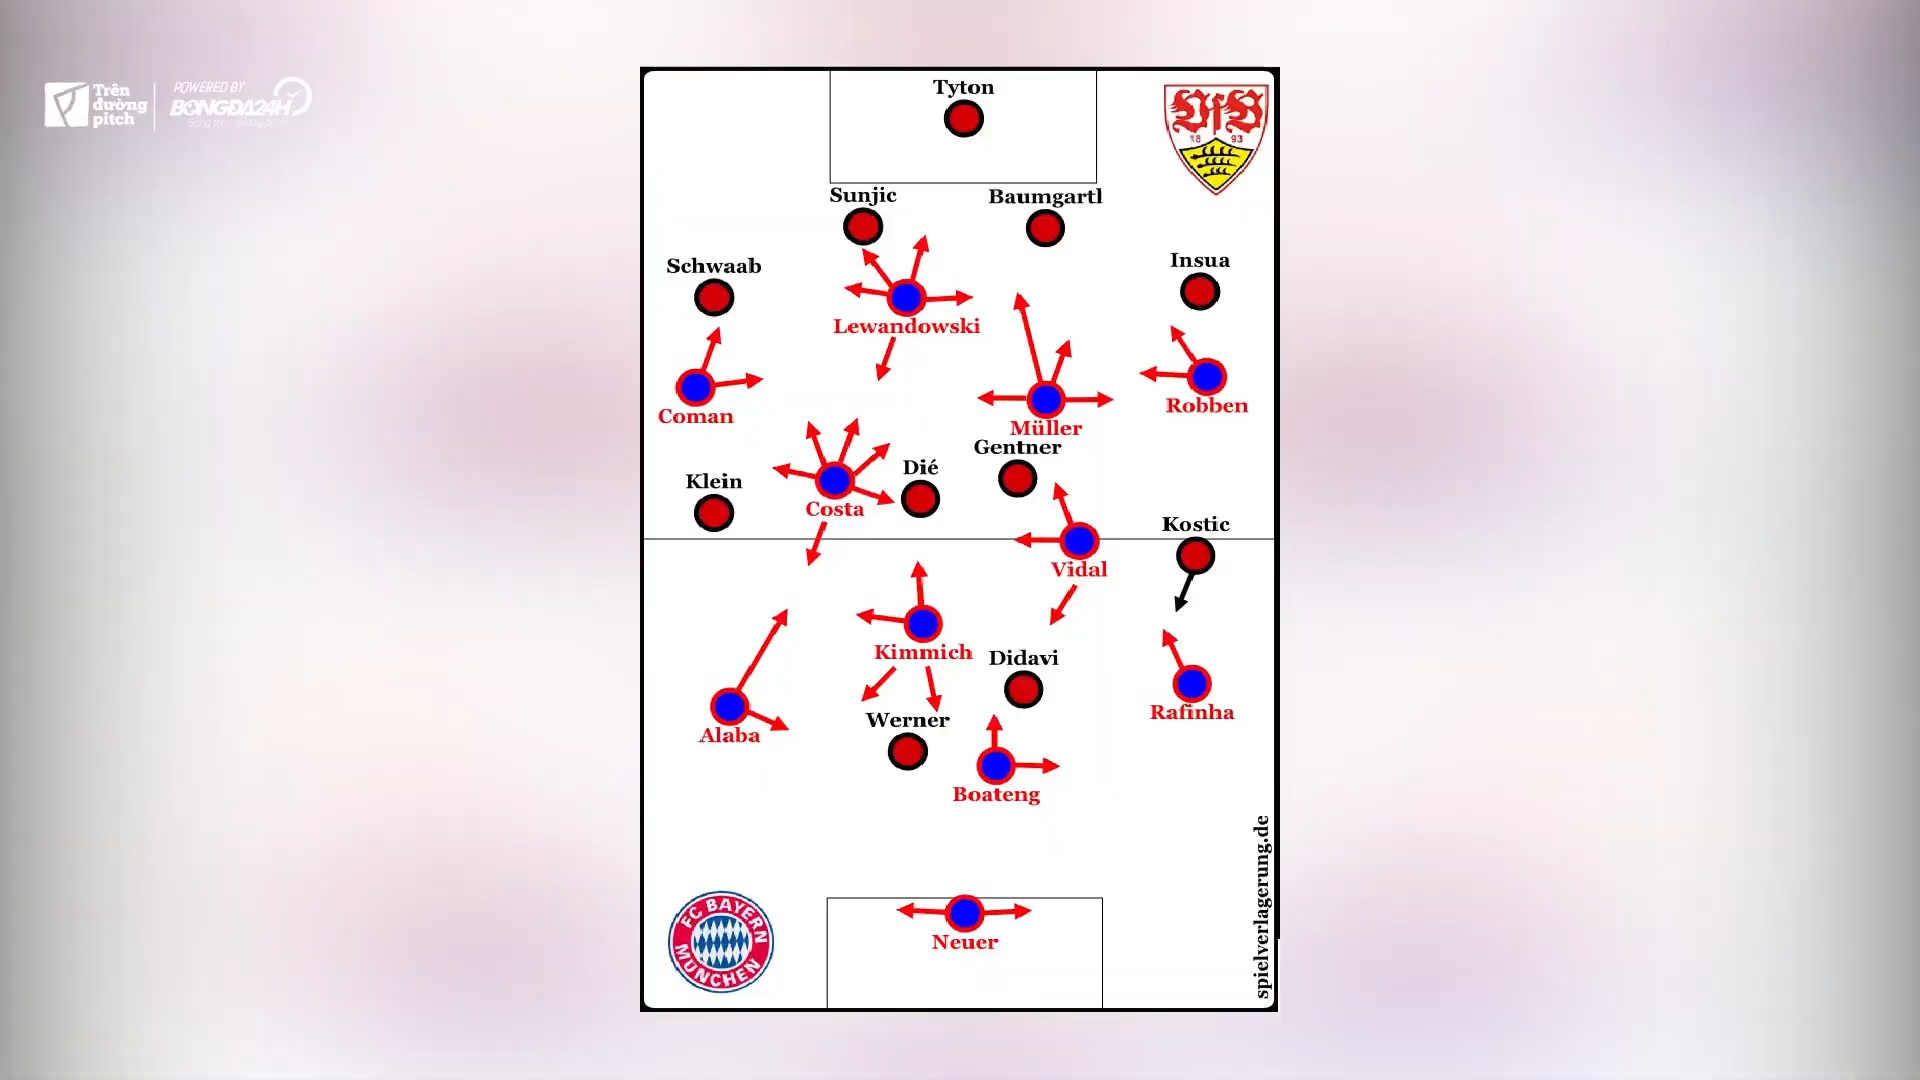 Trên
đường
pitch
POWERED BY
BONGDA24H
Tyton
VfB
18 93
Sunjic
Baumgartl
Schwaab
Insua
Lewandowski
Coman
Robben
Müller
Gentner
Klein
Dié
Costa
Kostic
Vidal
Kimmich
Didavi
Rafinha
Werner
Alaba
Boateng
spielverlagerung.de
FC BAYERN
MÜNCHEN
Neuer